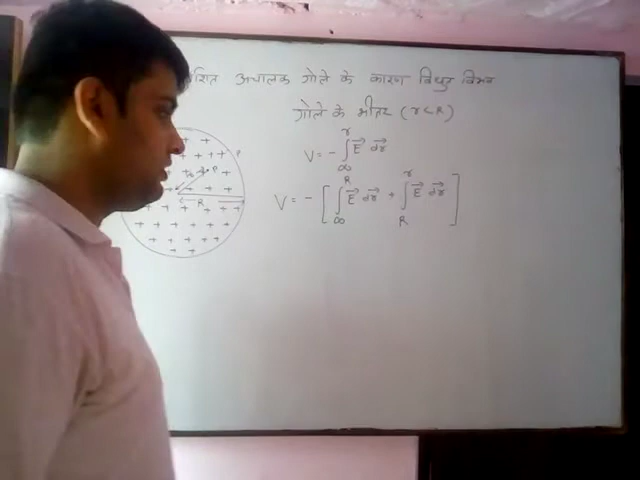 अचालक गोले के कारण विधुत विभव
गोले के भीतर (r<R)
V = - ∫ E⃗ dr⃗
r
∞
V = - [ ∫ E⃗ dr⃗ + ∫ E⃗ dr⃗ ]
R
∞
r
R
P
R